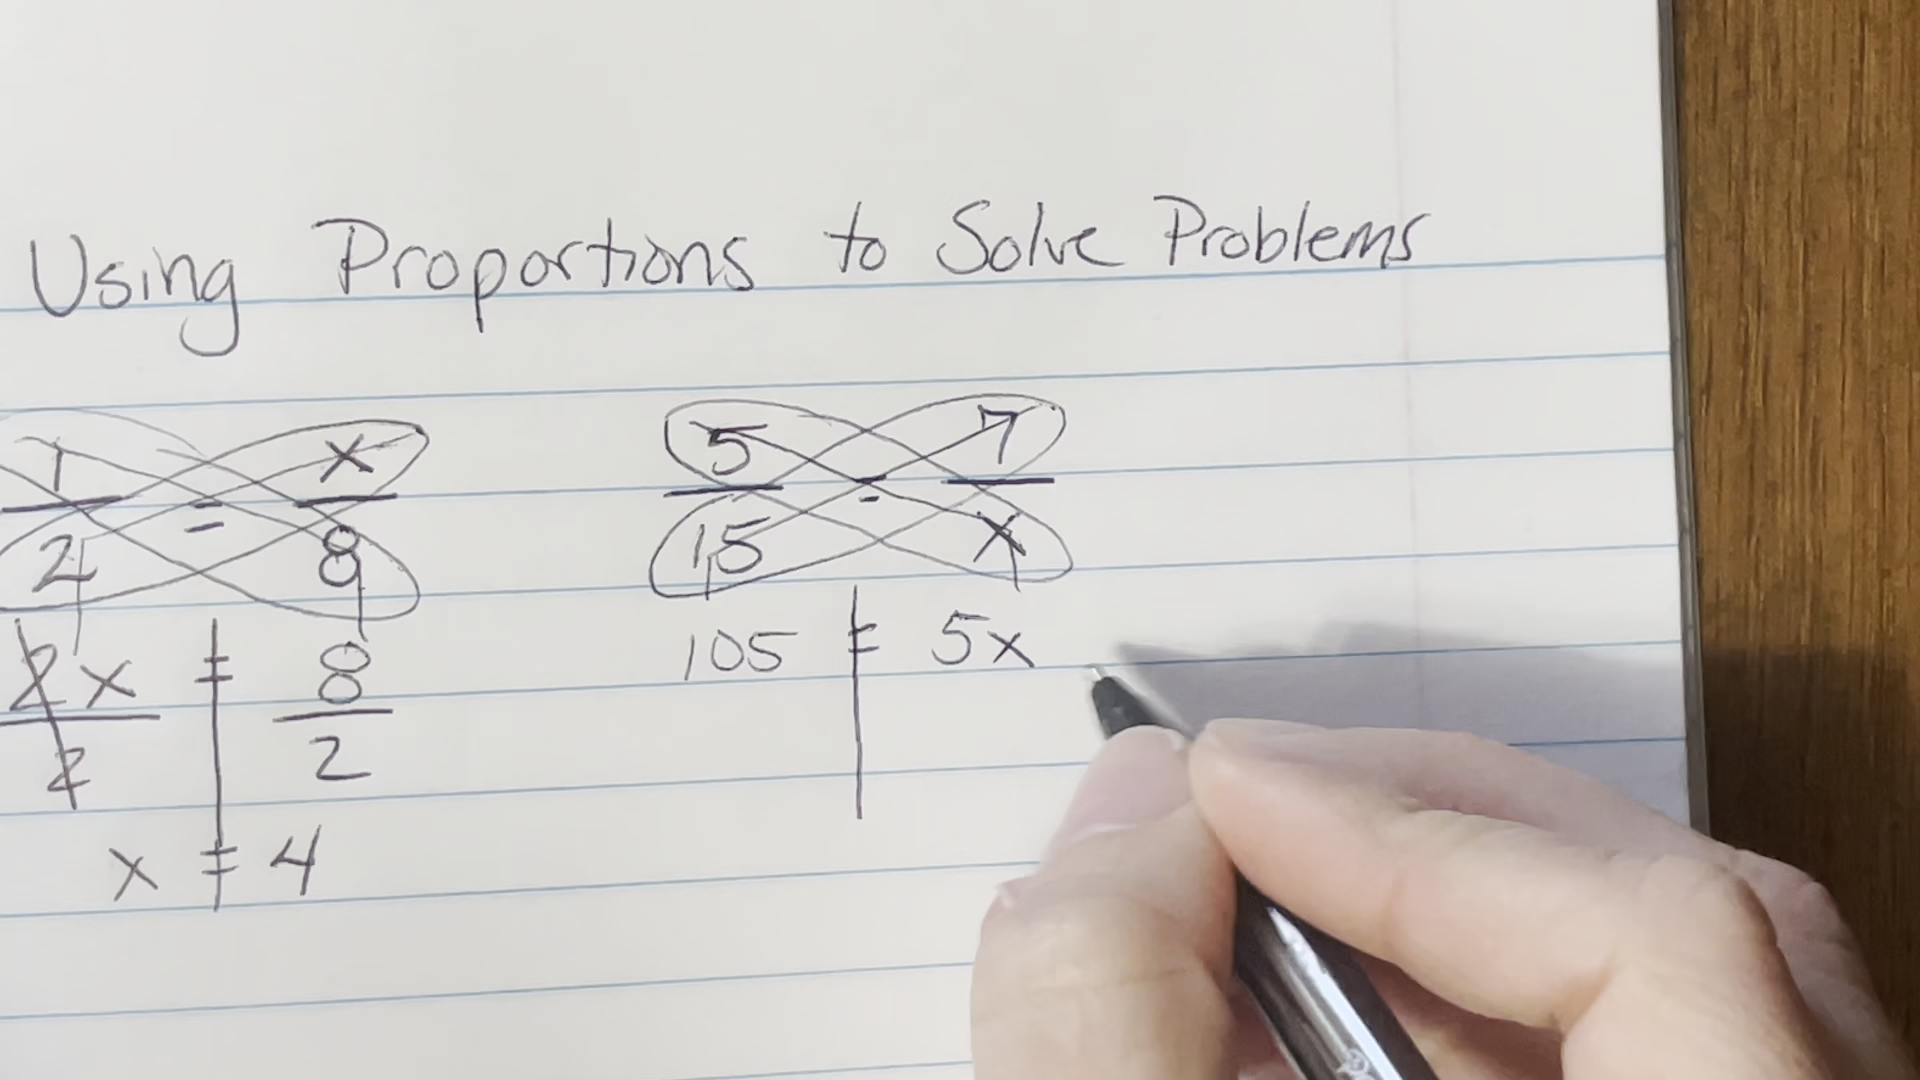 Using Proportions to Solve Problems
1 = x 5 = 7
2 8 15 x
2x = 8 105 = 5x
2 2
x = 4